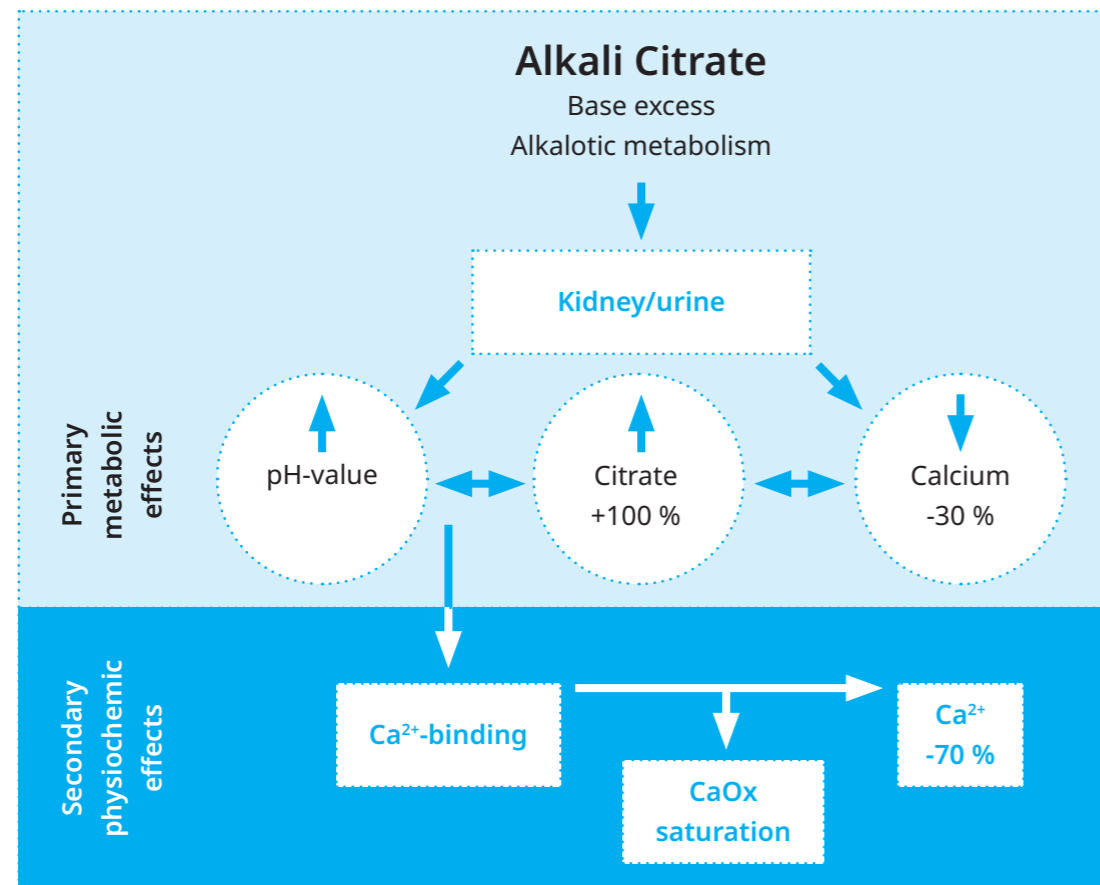 Alkali Citrate
Base excess
Alkalotic metabolism
Kidney/urine
Primary
metabolic
effects
pH-value
Citrate
+100 %
Calcium
-30 %
Secondary
physiochemic
effects
Ca²⁺-binding
CaOx
saturation
Ca²⁺
-70 %